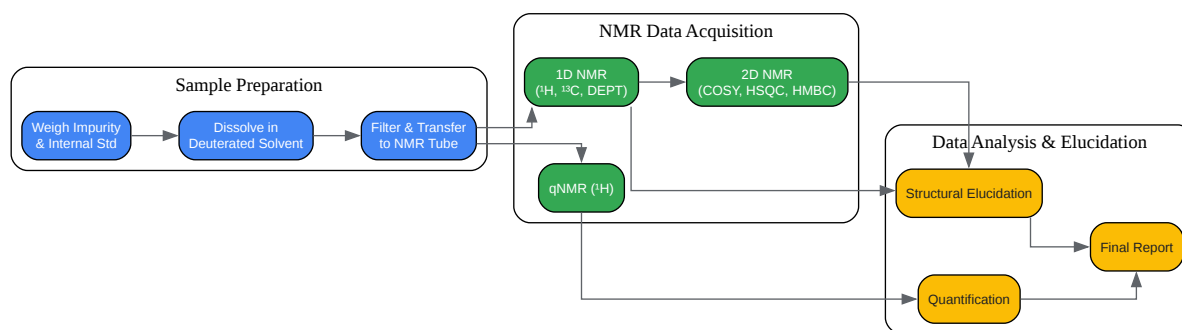 Sample Preparation
Weigh Impurity
& Internal Std
Dissolve in
Deuterated Solvent
Filter & Transfer
to NMR Tube
NMR Data Acquisition
1D NMR
(¹H, ¹³C, DEPT)
2D NMR
(COSY, HSQC, HMBC)
qNMR (¹H)
Data Analysis & Elucidation
Structural Elucidation
Final Report
Quantification